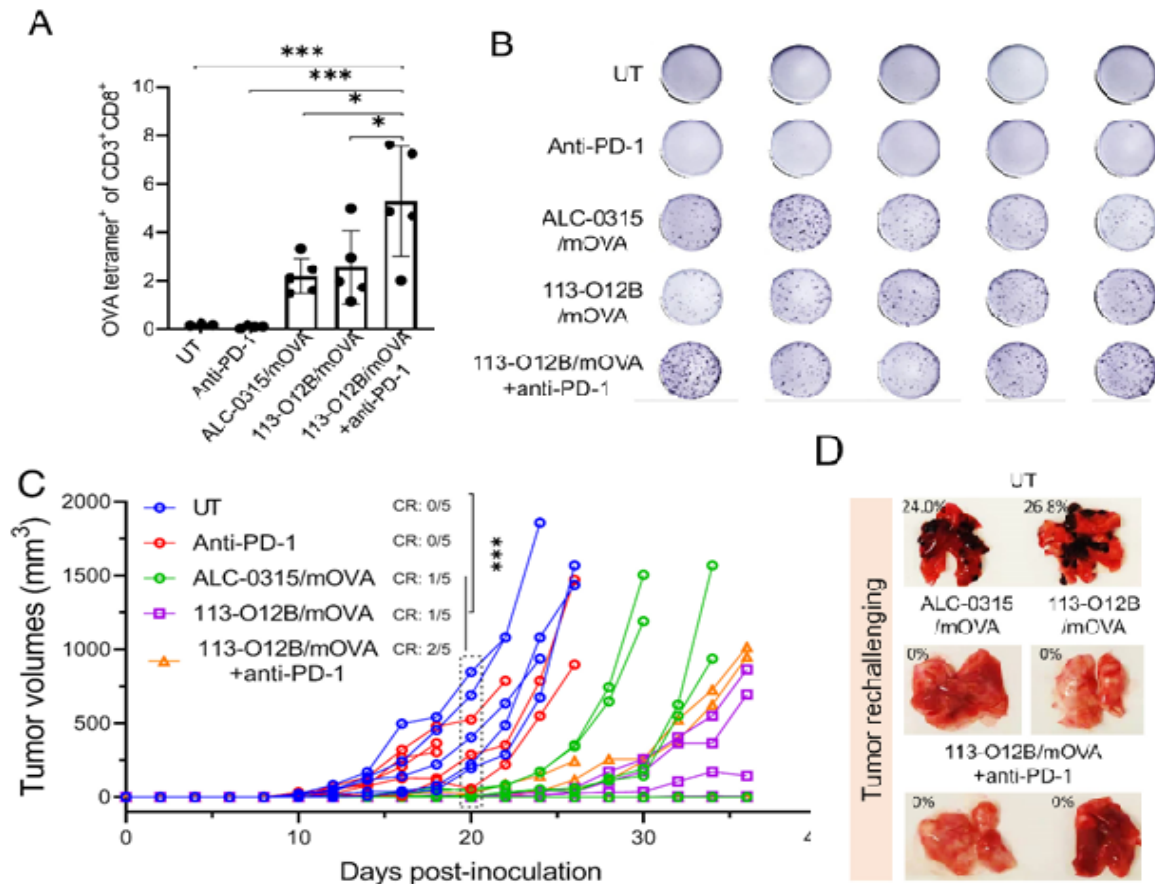 A
***
***
*
*
OVA tetramer⁺ of CD3⁺CD8⁺
10
8
6
4
2
0
UT
Anti-PD-1
ALC-0315/mOVA
113-O12B/mOVA
113-O12B/mOVA
+anti-PD-1
B
UT
Anti-PD-1
ALC-0315
/mOVA
113-O12B
/mOVA
113-O12B/mOVA
+anti-PD-1
C
Tumor volumes (mm³)
2000
1500
1000
500
0
UT CR: 0/5
Anti-PD-1 CR: 0/5
ALC-0315/mOVA CR: 1/5
113-O12B/mOVA CR: 1/5
113-O12B/mOVA CR: 2/5
+anti-PD-1
***
0 10 20 30 4
Days post-inoculation
D
Tumor rechallenging
UT
24.0% 26.8%
ALC-0315 113-O12B
/mOVA /mOVA
0% 0%
113-O12B/mOVA
+anti-PD-1
0% 0%